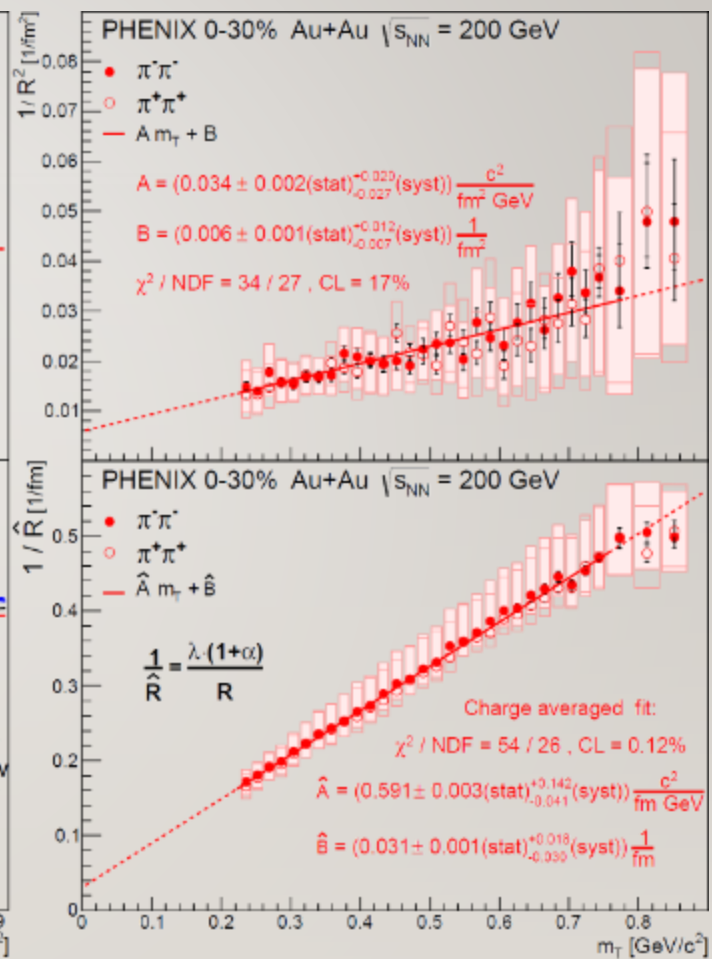 PHENIX 0-30% Au+Au √sNN = 200 GeV
1/ R² [1/fm²]
0.08
0.07
0.06
0.05
0.04
0.03
0.02
0.01
π⁻π⁻
π⁺π⁺
A mT + B
A = (0.034 ± 0.002(stat)+0.020-0.027(syst)) c²/fm² GeV
B = (0.006 ± 0.001(stat)+0.012-0.007(syst)) 1/fm²
χ² / NDF = 34 / 27 , CL = 17%
PHENIX 0-30% Au+Au √sNN = 200 GeV
1 / R̂ [1/fm]
0.5
0.4
0.3
0.2
0.1
0
π⁻π⁻
π⁺π⁺
Â mT + B̂
1/R̂ = λ·(1+α)/R
Charge averaged fit:
χ² / NDF = 54 / 26 , CL = 0.12%
Â = (0.591± 0.003(stat)+0.142-0.041(syst)) c²/fm GeV
B̂ = (0.031± 0.001(stat)+0.018-0.030(syst)) 1/fm
0 0.1 0.2 0.3 0.4 0.5 0.6 0.7 0.8
mT [GeV/c²]